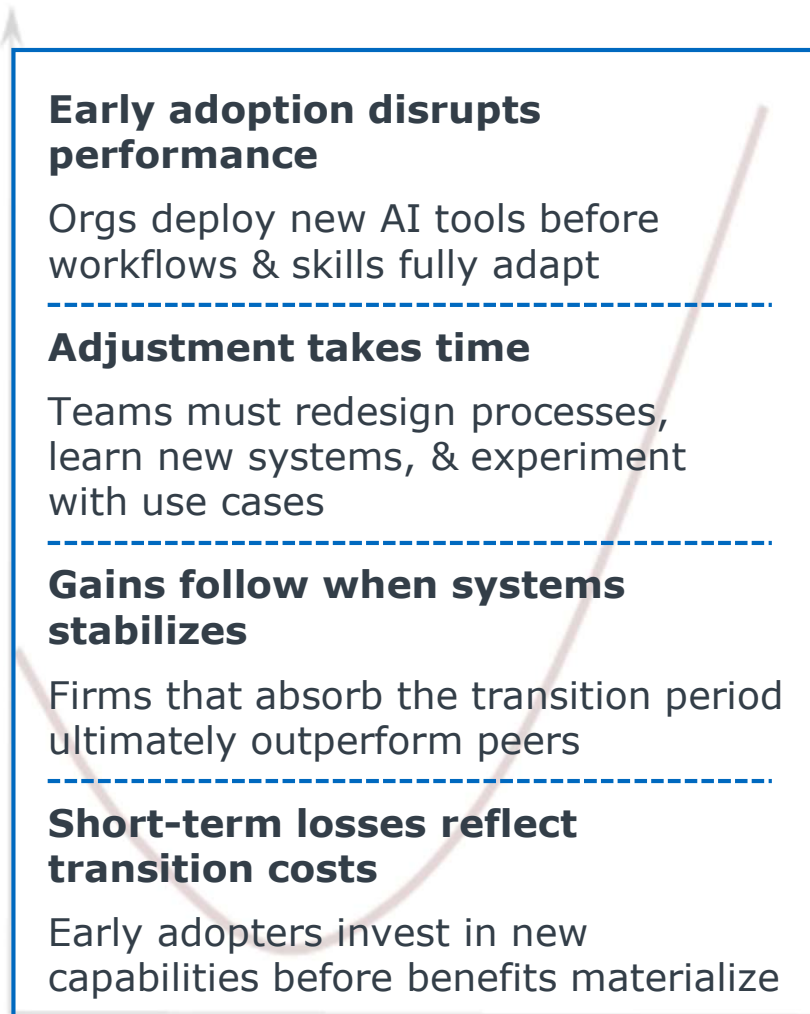 Early adoption disrupts
performance
Orgs deploy new AI tools before
workflows & skills fully adapt
Adjustment takes time
Teams must redesign processes,
learn new systems, & experiment
with use cases
Gains follow when systems
stabilizes
Firms that absorb the transition period
ultimately outperform peers
Short-term losses reflect
transition costs
Early adopters invest in new
capabilities before benefits materialize